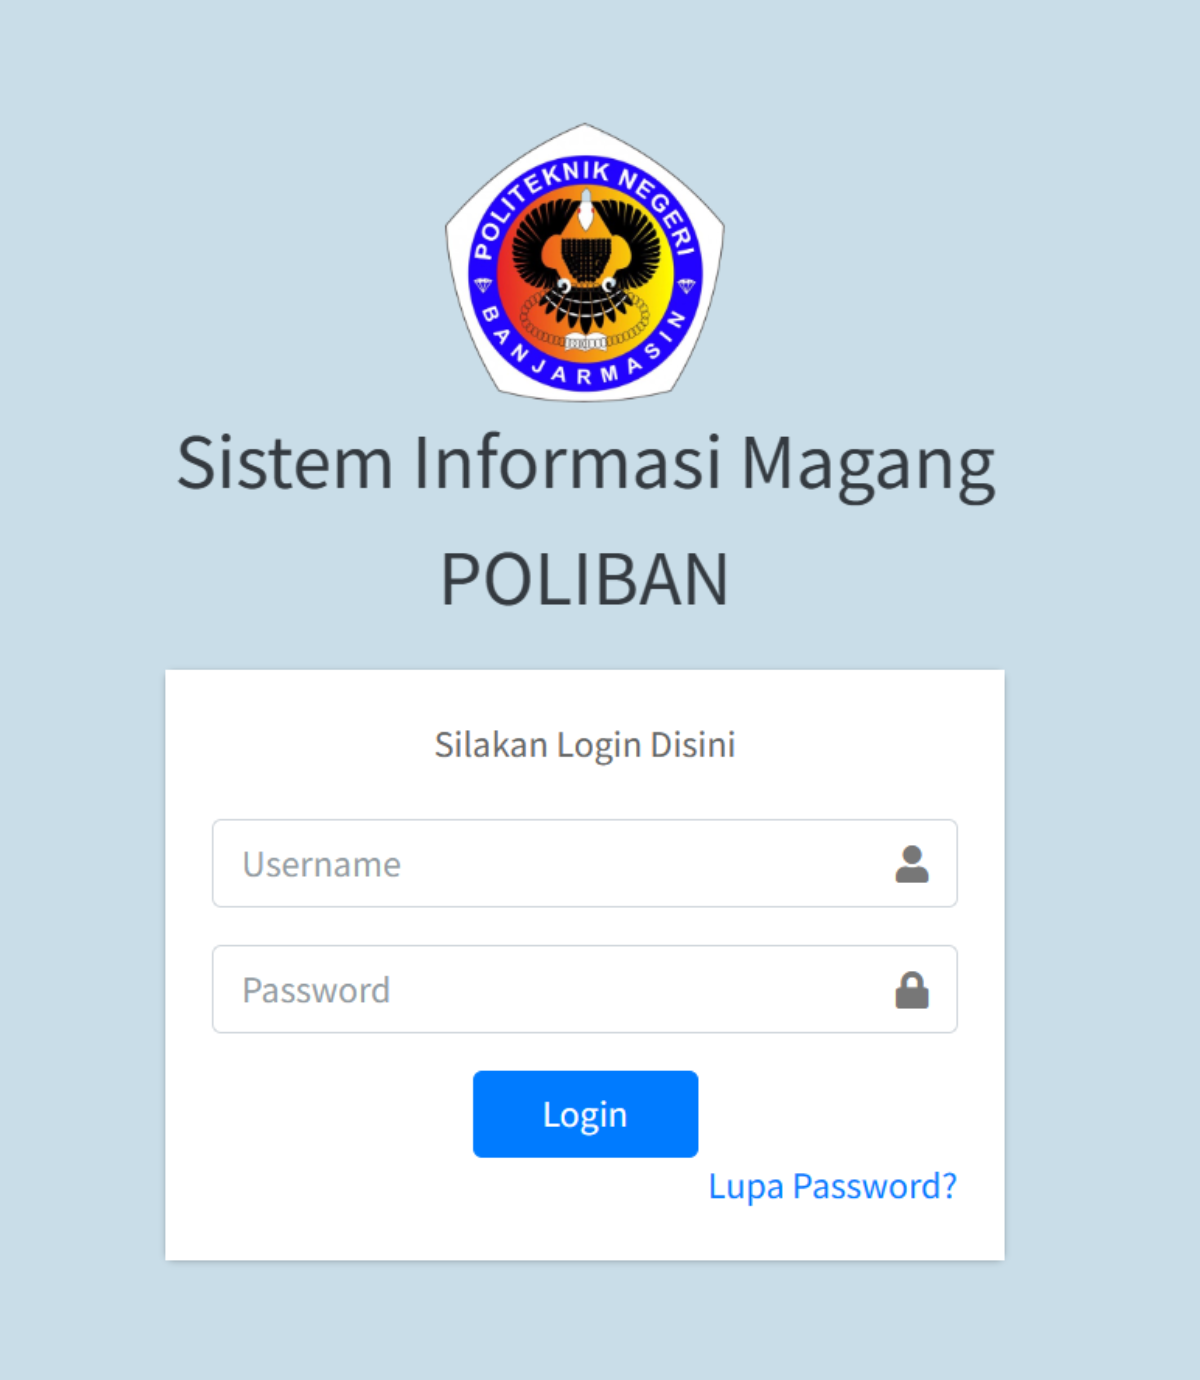 POLITEKNIK NEGERI
BANJARMASIN
Sistem Informasi Magang
POLIBAN
Silakan Login Disini
Username
Password
Login
Lupa Password?